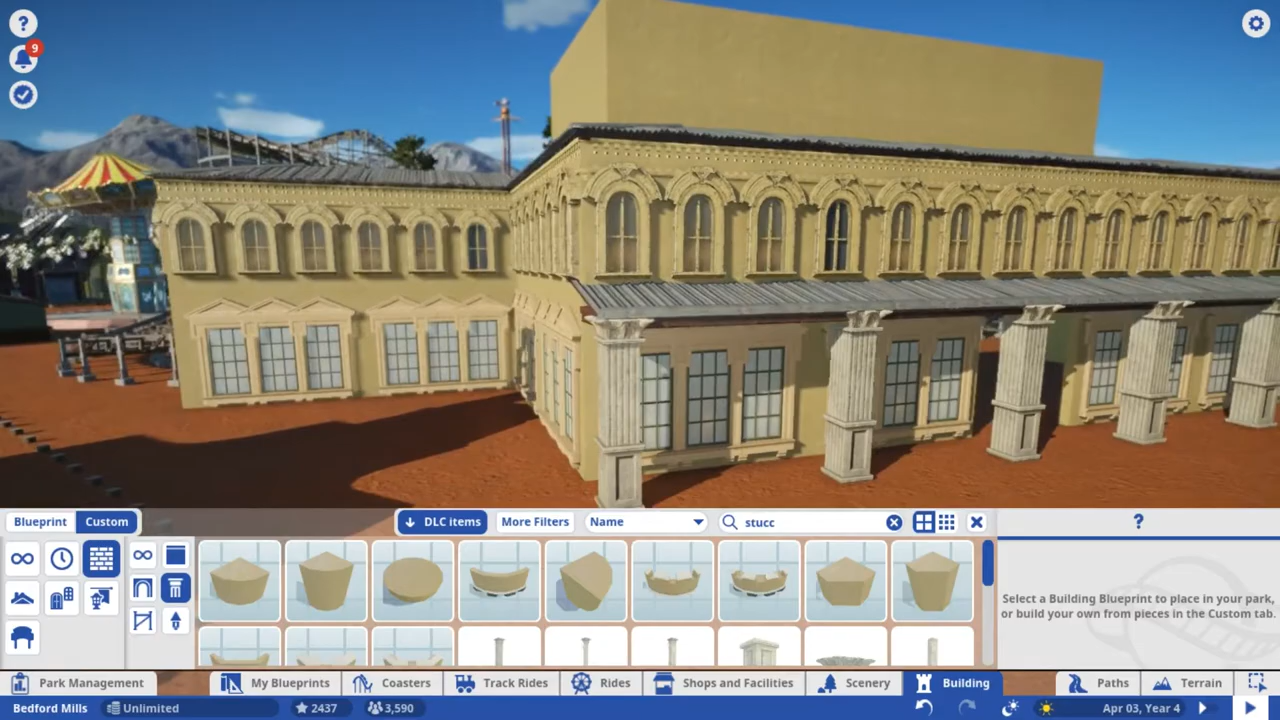 ?
9
Blueprint
Custom
DLC items
More Filters
Name
stucc
?
Select a Building Blueprint to place in your park,
or build your own from pieces in the Custom tab.
Park Management
My Blueprints
Coasters
Track Rides
Rides
Shops and Facilities
Scenery
Building
Paths
Terrain
Bedford Mills
Unlimited
2437
3,590
Apr 03, Year 4